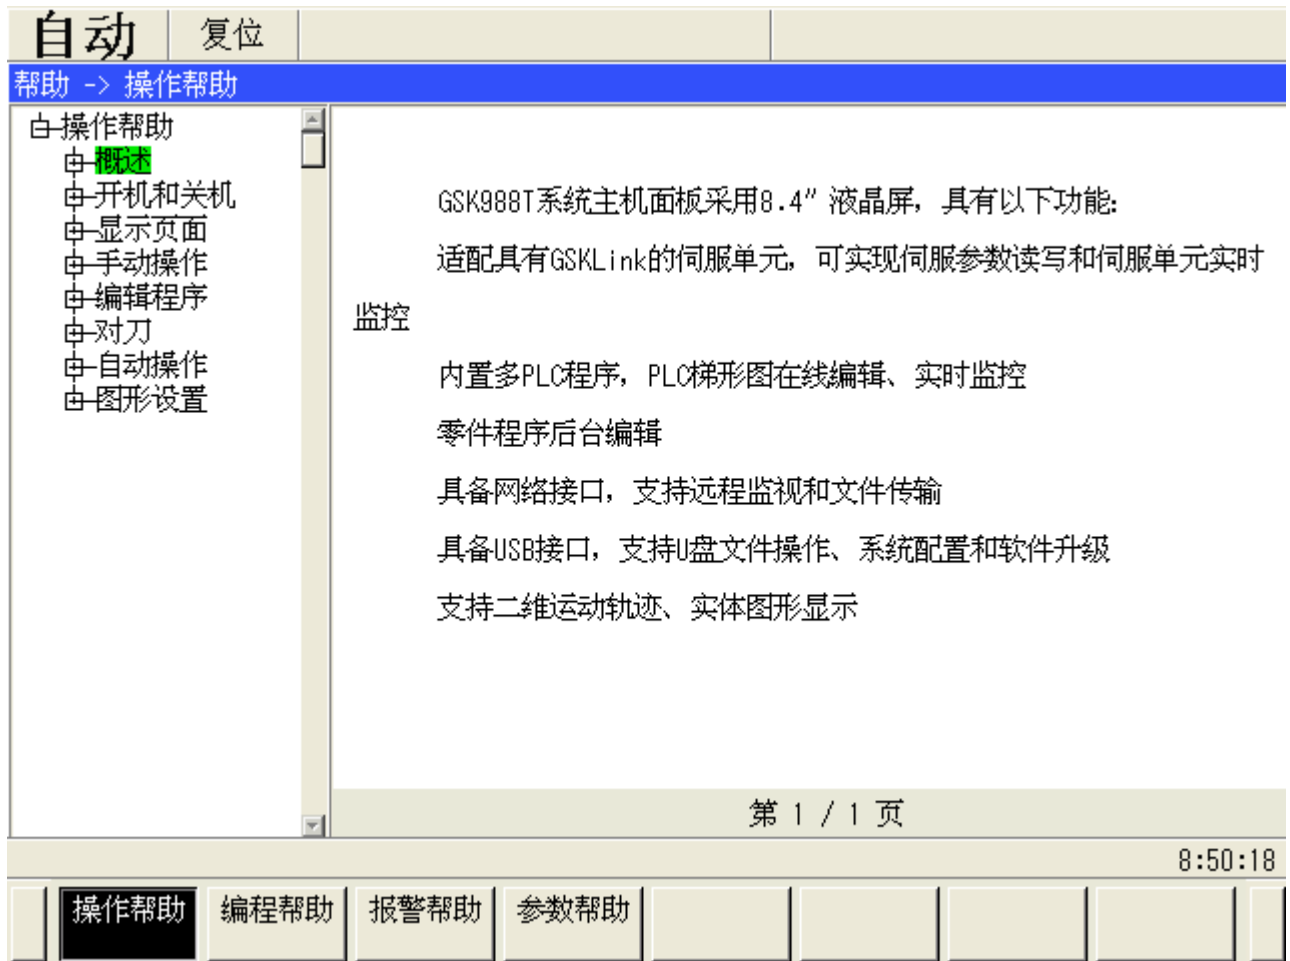 自动 复位
帮助 -> 操作帮助
操作帮助
概述
开机和关机
显示页面
手动操作
编辑程序
对刀
自动操作
图形设置
GSK988T系统主机面板采用8.4″液晶屏，具有以下功能:
适配具有GSKLink的伺服单元，可实现伺服参数读写和伺服单元实时
监控
内置多PLC程序，PLC梯形图在线编辑、实时监控
零件程序后台编辑
具备网络接口，支持远程监视和文件传输
具备USB接口，支持U盘文件操作、系统配置和软件升级
支持二维运动轨迹、实体图形显示
第 1 / 1 页
8:50:18
操作帮助 编程帮助 报警帮助 参数帮助